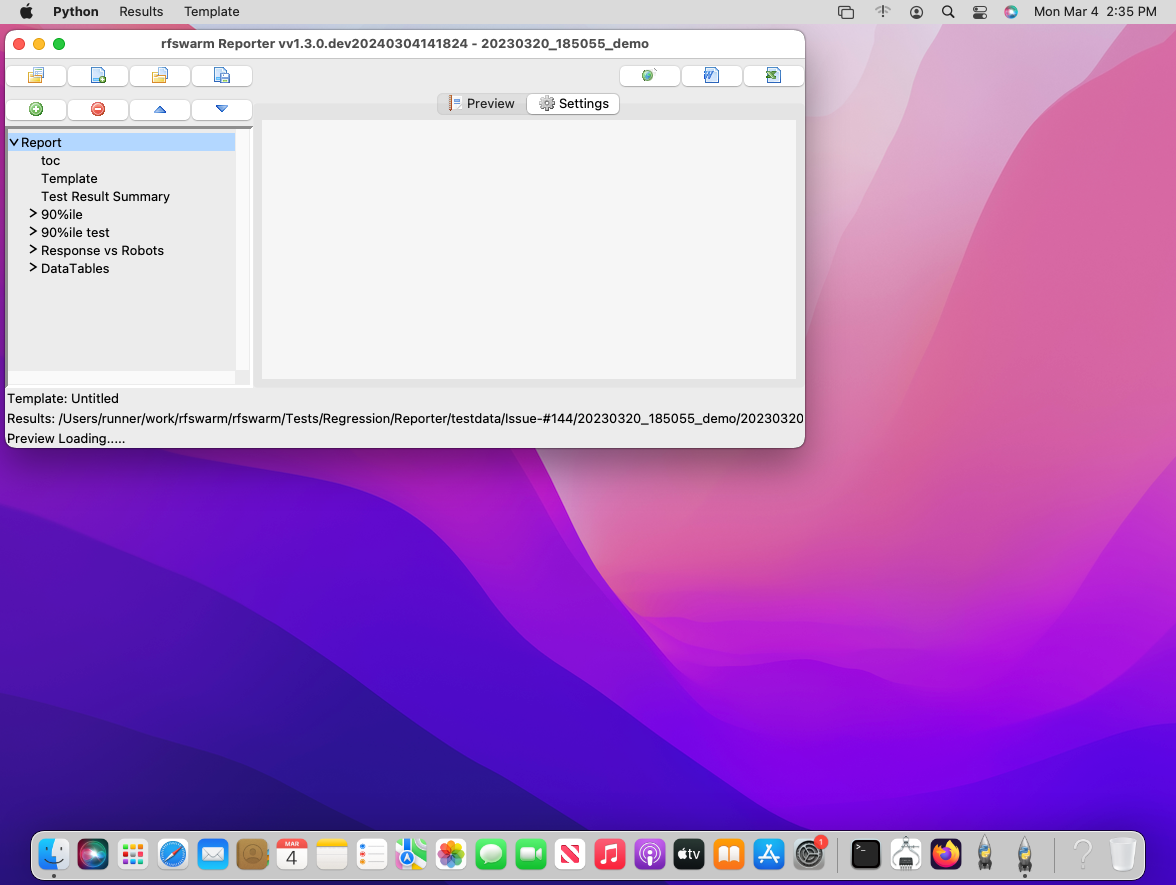 Python Results Template Mon Mar 4 2:35 PM
rfswarm Reporter vv1.3.0.dev20240304141824 - 20230320_185055_demo
Preview Settings
Report
toc
Template
Test Result Summary
90%ile
90%ile test
Response vs Robots
DataTables
Template: Untitled
Results: /Users/runner/work/rfswarm/rfswarm/Tests/Regression/Reporter/testdata/Issue-#144/20230320_185055_demo/20230320
Preview Loading.....
MAR
4
tv
1